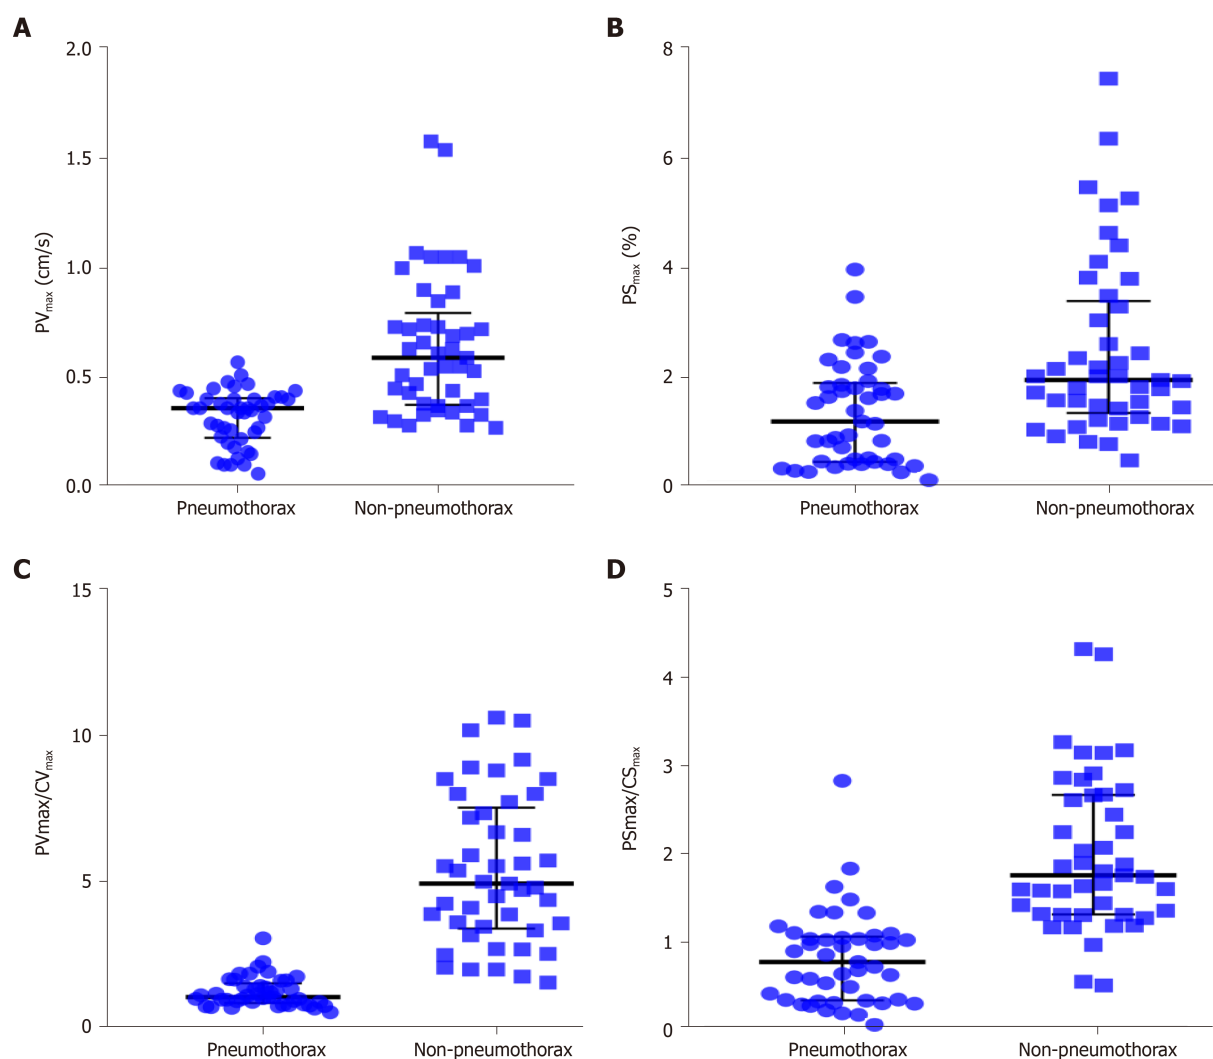 A
2.0
1.5
1.0
0.5
0.0
PVmax (cm/s)
Pneumothorax
Non-pneumothorax
B
8
6
4
2
0
PSmax (%)
Pneumothorax
Non-pneumothorax
C
15
10
5
0
PVmax/CVmax
Pneumothorax
Non-pneumothorax
D
5
4
3
2
1
0
PSmax/CSmax
Pneumothorax
Non-pneumothorax